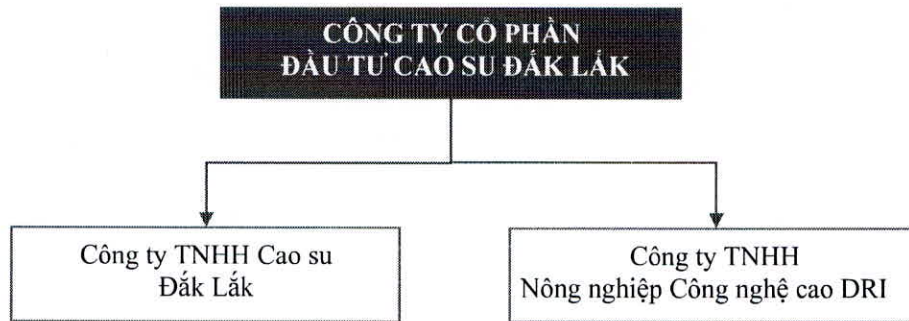 CÔNG TY CỔ PHẦN
ĐẦU TƯ CAO SU ĐẮK LẮK
Công ty TNHH Cao su
Đắk Lắk
Công ty TNHH
Nông nghiệp Công nghệ cao DRI